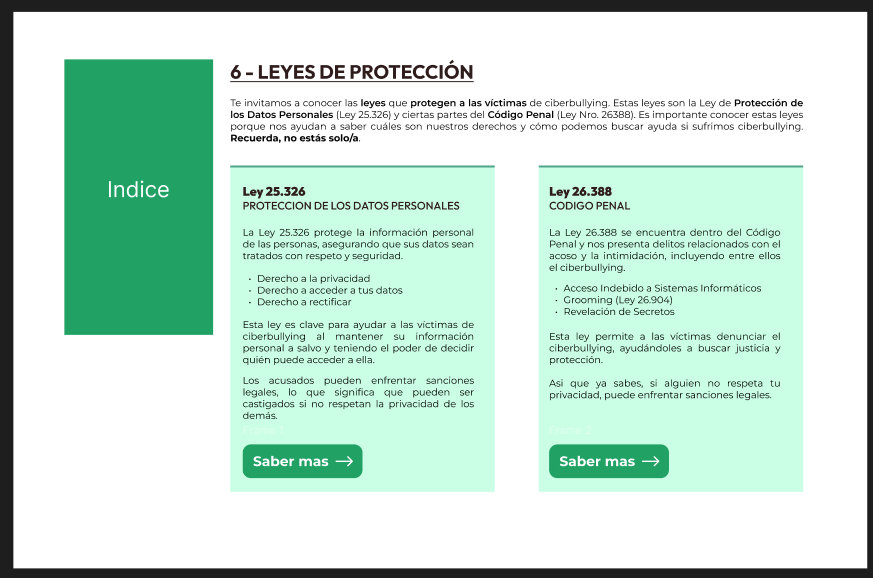 6 - LEYES DE PROTECCIÓN
Te invitamos a conocer las leyes que protegen a las víctimas de ciberbullying. Estas leyes son la Ley de Protección de
los Datos Personales (Ley 25.326) y ciertas partes del Código Penal (Ley Nro. 26388). Es importante conocer estas leyes
porque nos ayudan a saber cuáles son nuestros derechos y cómo podemos buscar ayuda si sufrimos ciberbullying.
Recuerda, no estás solo/a.
Indice
Ley 25.326
PROTECCION DE LOS DATOS PERSONALES
La Ley 25.326 protege la información personal
de las personas, asegurando que sus datos sean
tratados con respeto y seguridad.
• Derecho a la privacidad
• Derecho a acceder a tus datos
• Derecho a rectificar
Esta ley es clave para ayudar a las víctimas de
ciberbullying al mantener su información
personal a salvo y teniendo el poder de decidir
quién puede acceder a ella.
Los acusados pueden enfrentar sanciones
legales, lo que significa que pueden ser
castigados si no respetan la privacidad de los
demás.
Saber mas →
Ley 26.388
CODIGO PENAL
La Ley 26.388 se encuentra dentro del Código
Penal y nos presenta delitos relacionados con el
acoso y la intimidación, incluyendo entre ellos
el ciberbullying.
• Acceso Indebido a Sistemas Informáticos
• Grooming (Ley 26.904)
• Revelación de Secretos
Esta ley permite a las víctimas denunciar el
ciberbullying, ayudándoles a buscar justicia y
protección.
Asi que ya sabes, si alguien no respeta tu
privacidad, puede enfrentar sanciones legales.
Saber mas →